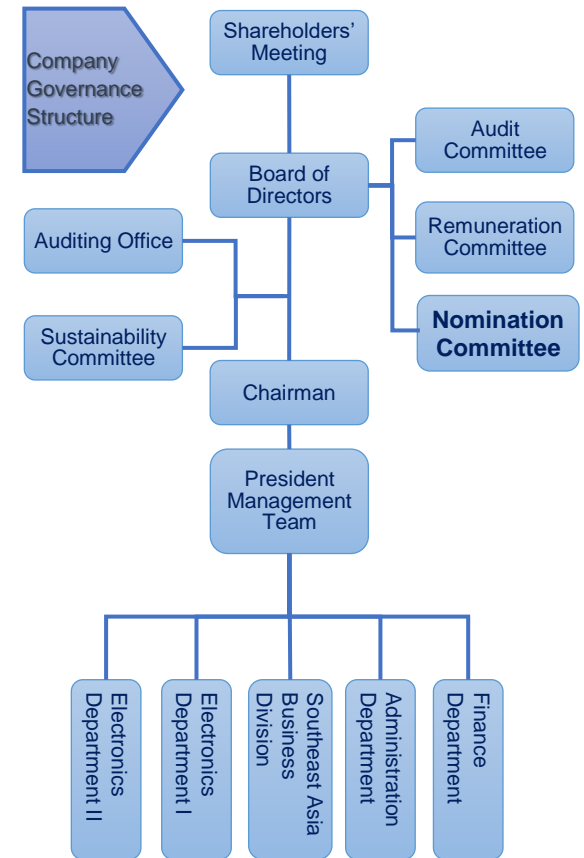 Company
Governance
Structure
Shareholders'
Meeting
Board of
Directors
Audit
Committee
Remuneration
Committee
Nomination
Committee
Auditing Office
Sustainability
Committee
Chairman
President
Management
Team
Electronics
Department II
Electronics
Department I
Southeast Asia
Business
Division
Administration
Department
Finance
Department